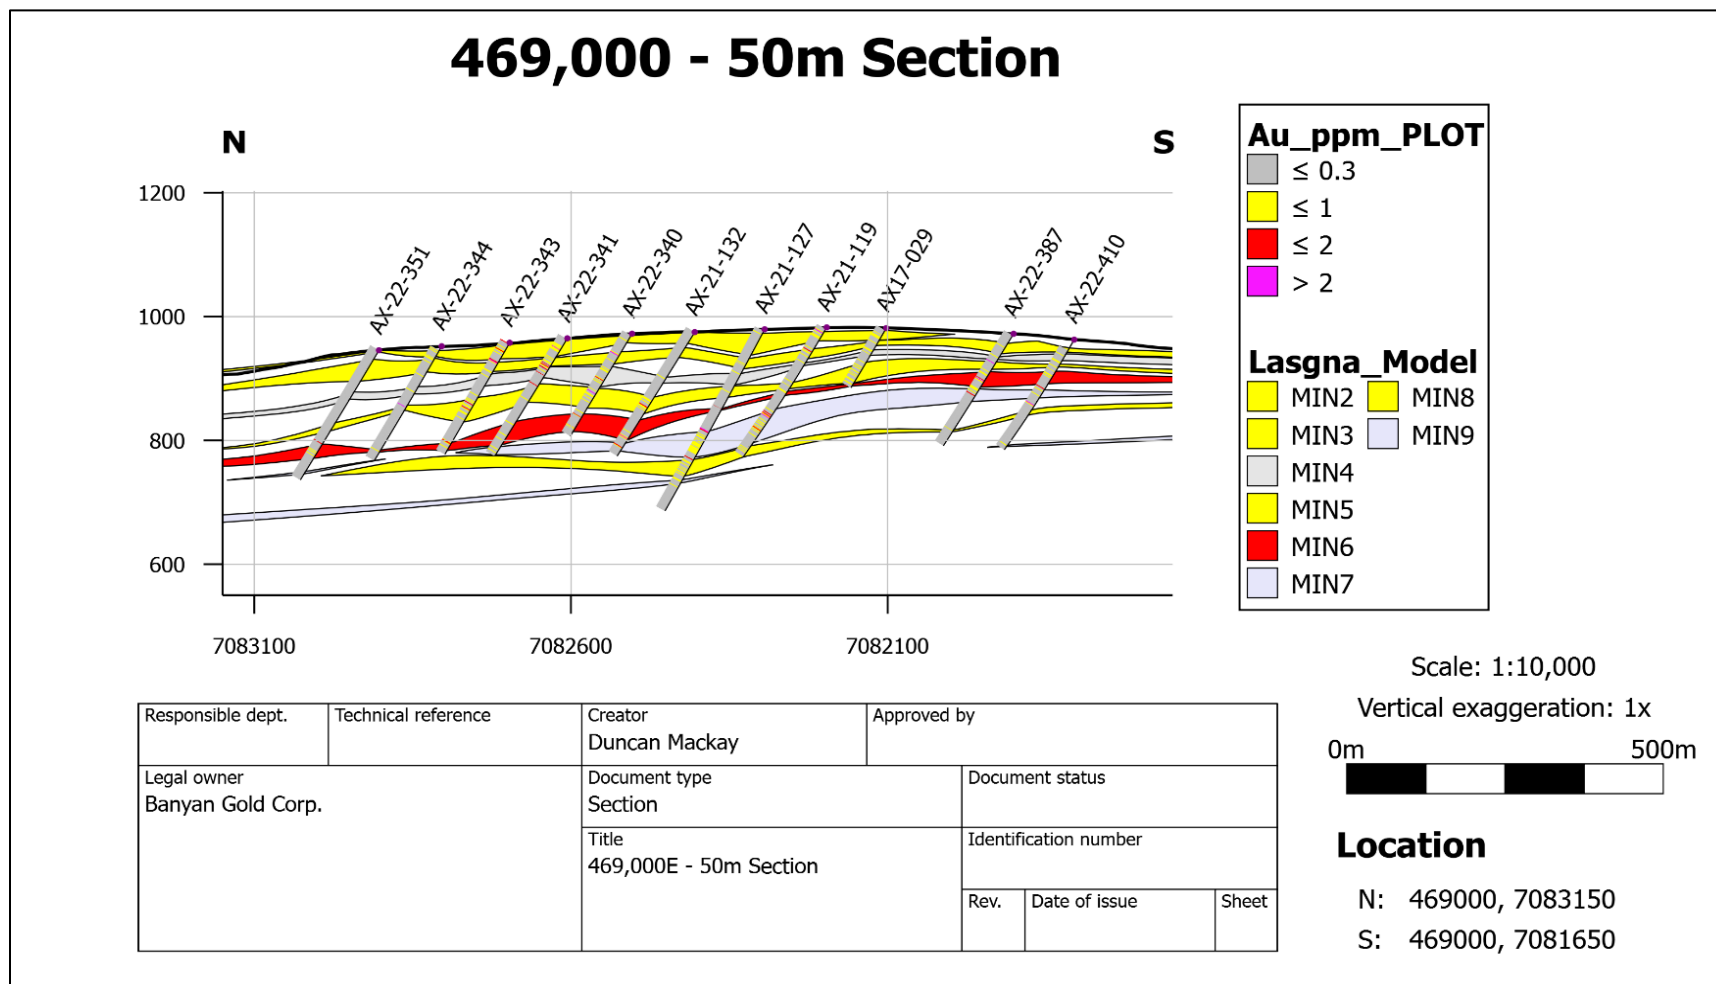 469,000 - 50m Section
N
S
1200
1000
800
600
AX-22-351
AX-22-344
AX-22-343
AX-22-341
AX-22-340
AX-21-132
AX-21-127
AX-21-119
AX17-029
AX-22-387
AX-22-410
7083100
7082600
7082100
Au_ppm_PLOT
≤ 0.3
≤ 1
≤ 2
> 2
Lasgna_Model
MIN2 MIN8
MIN3 MIN9
MIN4
MIN5
MIN6
MIN7
Scale: 1:10,000
Vertical exaggeration: 1x
0m 500m
Location
N: 469000, 7083150
S: 469000, 7081650
Responsible dept.
Technical reference
Creator
Duncan Mackay
Approved by
Legal owner
Banyan Gold Corp.
Document type
Section
Document status
Title
469,000E - 50m Section
Identification number
Rev.
Date of issue
Sheet